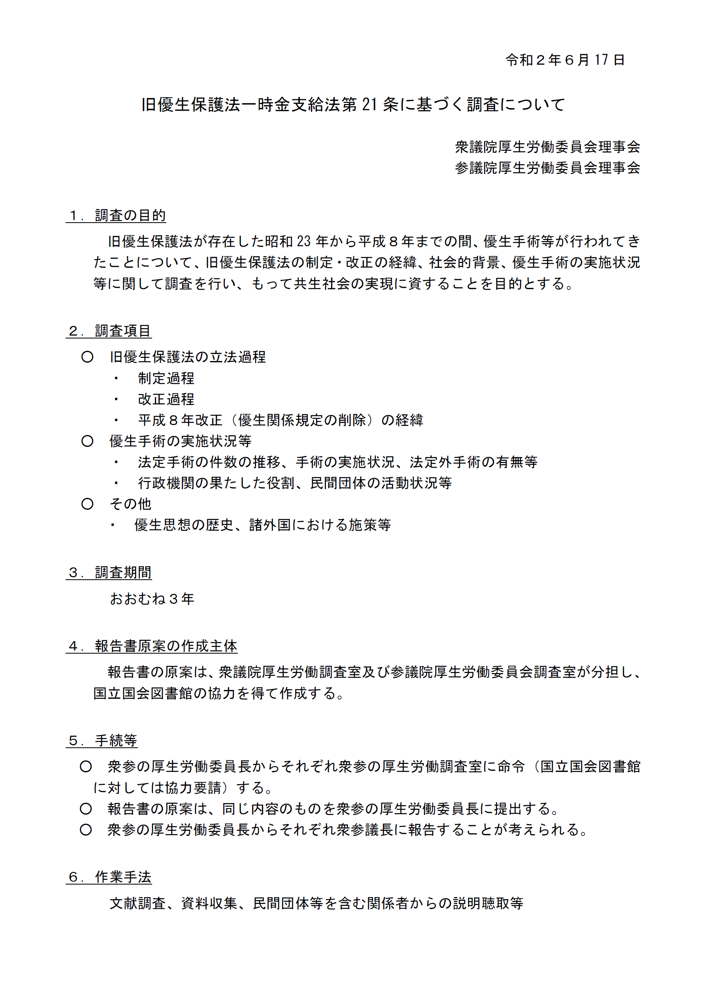 令和２年６月 17 日
旧優生保護法一時金支給法第 21 条に基づく調査について
衆議院厚生労働委員会理事会
参議院厚生労働委員会理事会
１．調査の目的
旧優生保護法が存在した昭和 23 年から平成８年までの間、優生手術等が行われてき
たことについて、旧優生保護法の制定・改正の経緯、社会的背景、優生手術の実施状況
等に関して調査を行い、もって共生社会の実現に資することを目的とする。
２．調査項目
〇　旧優生保護法の立法過程
・　制定過程
・　改正過程
・　平成８年改正（優生関係規定の削除）の経緯
〇　優生手術の実施状況等
・　法定手術の件数の推移、手術の実施状況、法定外手術の有無等
・　行政機関の果たした役割、民間団体の活動状況等
〇　その他
・　優生思想の歴史、諸外国における施策等
３．調査期間
おおむね３年
４．報告書原案の作成主体
報告書の原案は、衆議院厚生労働調査室及び参議院厚生労働委員会調査室が分担し、
国立国会図書館の協力を得て作成する。
５．手続等
〇　衆参の厚生労働委員長からそれぞれ衆参の厚生労働調査室に命令（国立国会図書館
に対しては協力要請）する。
〇　報告書の原案は、同じ内容のものを衆参の厚生労働委員長に提出する。
〇　衆参の厚生労働委員長からそれぞれ衆参議長に報告することが考えられる。
６．作業手法
文献調査、資料収集、民間団体等を含む関係者からの説明聴取等